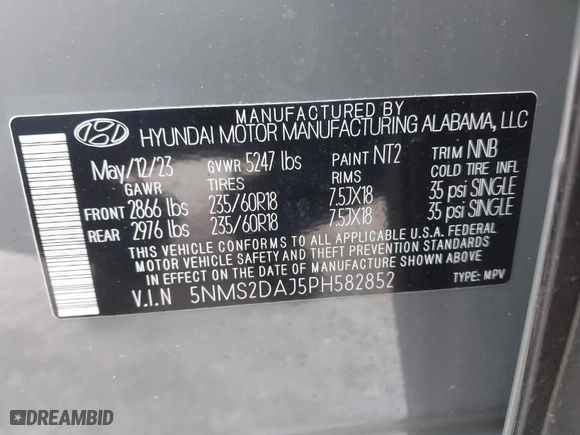 MANUFACTURED BY
HYUNDAI MOTOR MANUFACTURING ALABAMA, LLC
May/12/23 GVWR 5247 lbs PAINT NT2 TRIM NNB
GAWR TIRES RIMS COLD TIRE INFL
FRONT 2866 lbs 235/60R18 7.5JX18 35 psi SINGLE
REAR 2976 lbs 235/60R18 7.5JX18 35 psi SINGLE
THIS VEHICLE CONFORMS TO ALL APPLICABLE U.S.A. FEDERAL
MOTOR VEHICLE SAFETY AND THEFT PREVENTION STANDARDS
IN EFFECT ON THE DATE OF MANUFACTURE SHOWN ABOVE
V.I.N 5NMS2DAJ5PH582852 TYPE: MPV
DREAMBID